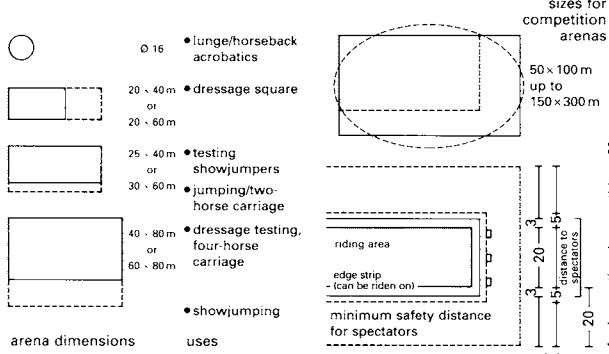 sizes for
competition
arenas
Ø 16
• lunge/horseback
acrobatics
20 × 40 m
or
20 × 60 m
• dressage square
25 × 40 m
or
30 × 60 m
• testing
showjumpers
• jumping/two-
horse carriage
40 × 80 m
or
60 × 80 m
• dressage testing,
four-horse
carriage
• showjumping
arena dimensions
uses
50 × 100 m
up to
150 × 300 m
riding area
edge strip
(can be riden on)
minimum safety distance
for spectators
3
20
3
5
5
distance to
spectators
20